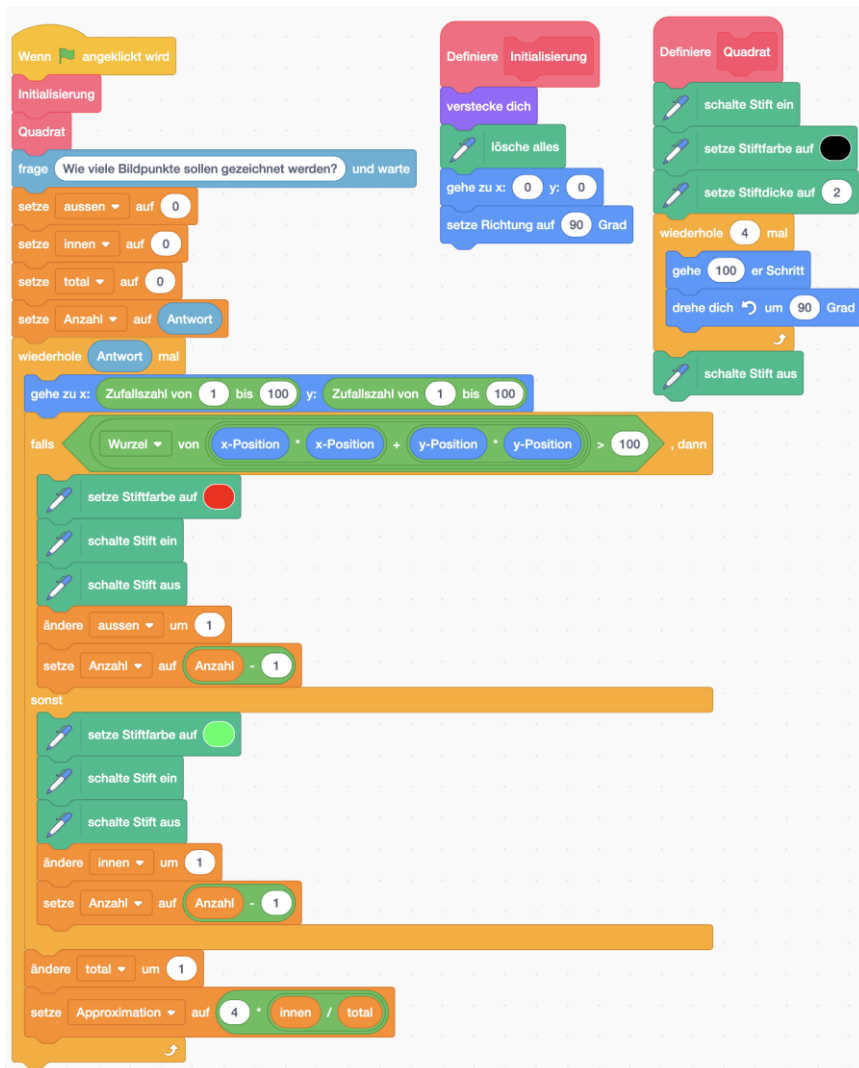 Wenn angeklickt wird
Initialisierung
Quadrat
frage Wie viele Bildpunkte sollen gezeichnet werden? und warte
setze aussen auf 0
setze innen auf 0
setze total auf 0
setze Anzahl auf Antwort
wiederhole Antwort mal
gehe zu x: Zufallszahl von 1 bis 100 y: Zufallszahl von 1 bis 100
falls Wurzel von x-Position * x-Position + y-Position * y-Position > 100 , dann
setze Stiftfarbe auf
schalte Stift ein
schalte Stift aus
ändere aussen um 1
setze Anzahl auf Anzahl - 1
sonst
setze Stiftfarbe auf
schalte Stift ein
schalte Stift aus
ändere innen um 1
setze Anzahl auf Anzahl - 1
ändere total um 1
setze Approximation auf 4 * innen / total
Definiere Initialisierung
verstecke dich
lösche alles
gehe zu x: 0 y: 0
setze Richtung auf 90 Grad
Definiere Quadrat
schalte Stift ein
setze Stiftfarbe auf
setze Stiftdicke auf 2
wiederhole 4 mal
gehe 100 er Schritt
drehe dich um 90 Grad
schalte Stift aus